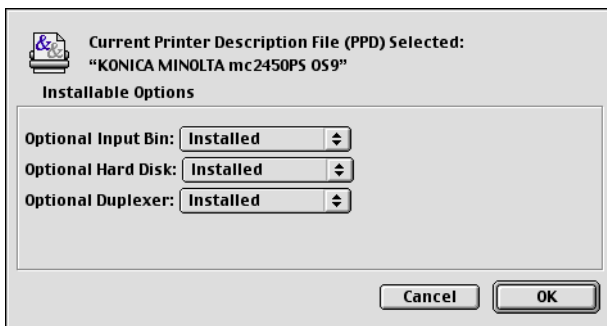 Current Printer Description File (PPD) Selected:
“KONICA MINOLTA mc2450PS OS9”
Installable Options
Optional Input Bin: Installed
Optional Hard Disk: Installed
Optional Duplexer: Installed
Cancel OK